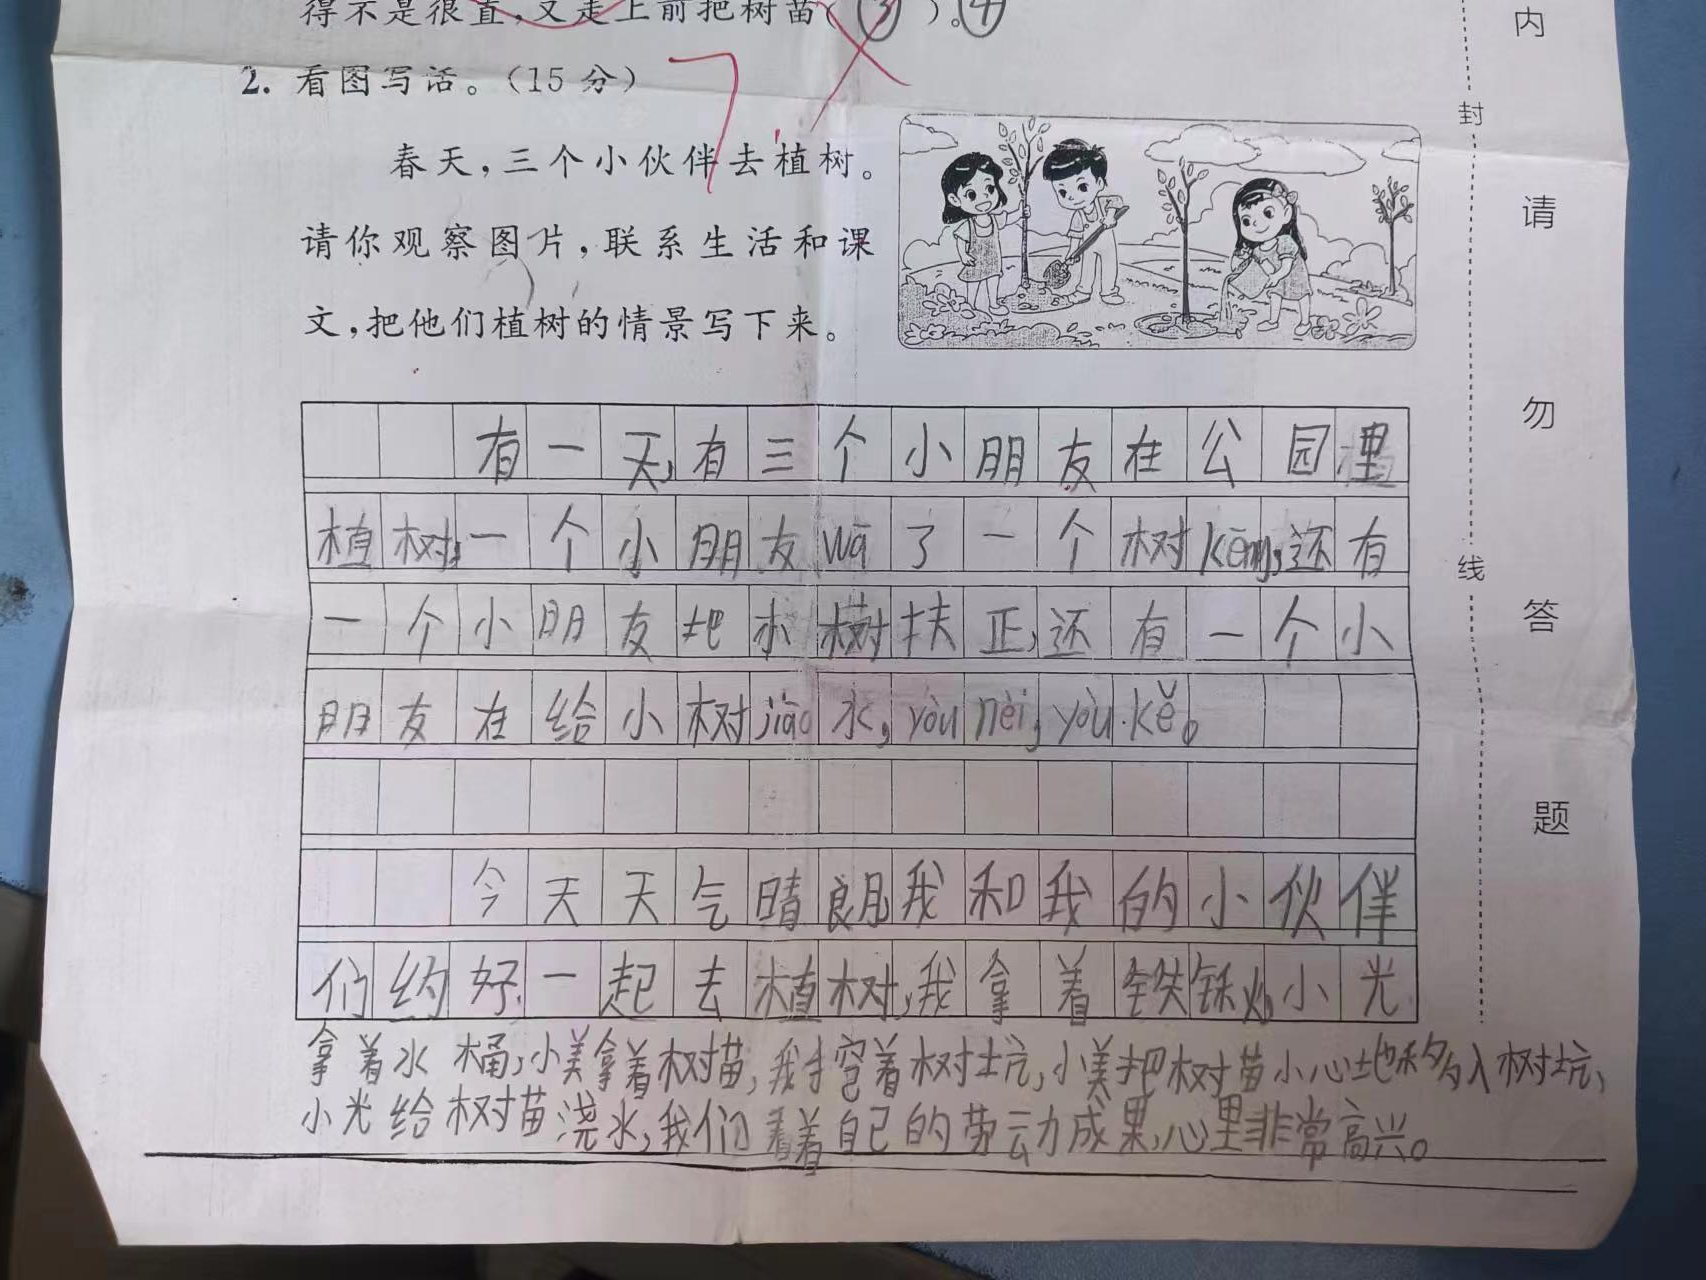 得不是很直，又走上前把树苗（③）。④
2. 看图写话。（15分）
7
春天，三个小伙伴去植树。
请你观察图片，联系生活和课
文，把他们植树的情景写下来。
有一天，有三个小朋友在公园里
植树，一个小朋友wā了一个树kēng，还有
一个小朋友地树扶正，还有一个小
朋友在给小树jiāo水，yòu nèi，yòu kě。
今天天气晴朗我和我的小伙伴
们约好一起去植树，我拿着铁锹，小光
拿着水桶，小美拿着树苗，我挖着树坑，小美把树苗小心地移入树坑，
小光给树苗浇水，我们看着自己的劳动成果，心里非常高兴。
内
封
请
勿
线
答
题